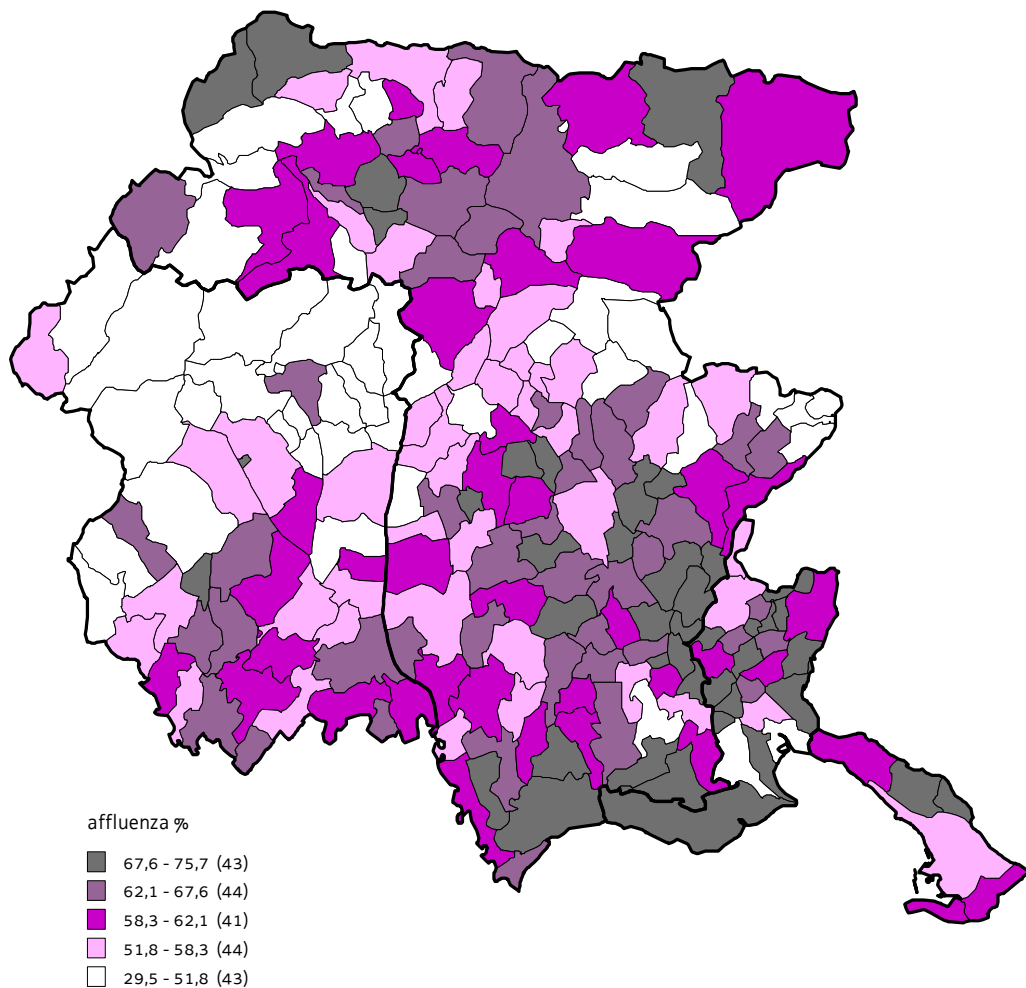 affluenza %
67,6 - 75,7 (43)
62,1 - 67,6 (44)
58,3 - 62,1 (41)
51,8 - 58,3 (44)
29,5 - 51,8 (43)